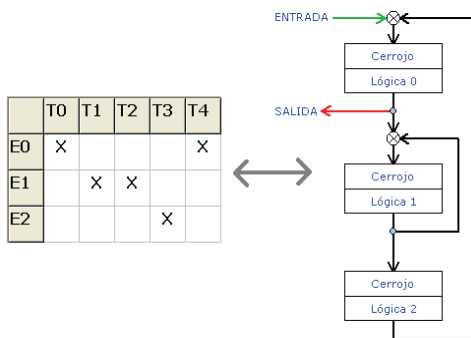 ENTRADA
Cerrojo
Lógica 0
SALIDA
T0 T1 T2 T3 T4
E0 X X
E1 X X
E2 X
Cerrojo
Lógica 1
Cerrojo
Lógica 2